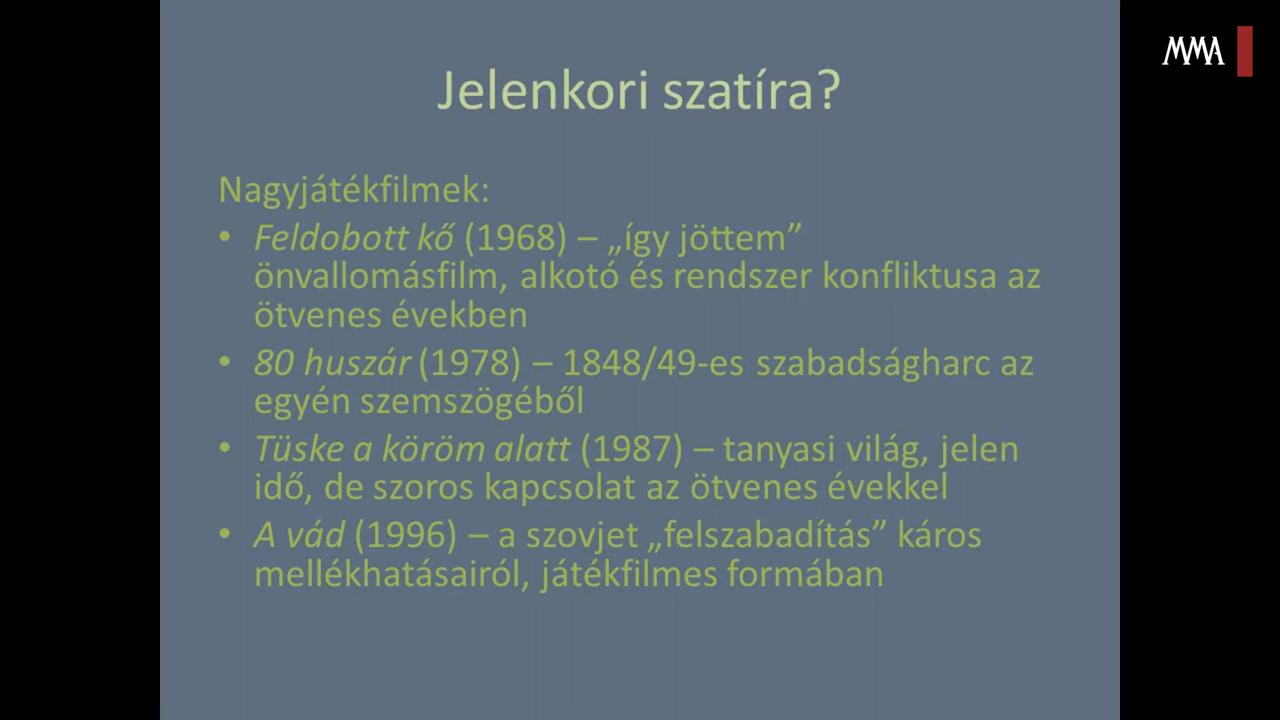 MMA
Jelenkori szatíra?
Nagyjátékfilmek:
• Feldobott kő (1968) – „így jöttem”
önvallomásfilm, alkotó és rendszer konfliktusa az
ötvenes években
• 80 huszár (1978) – 1848/49-es szabadságharc az
egyén szemszögéből
• Tüske a köröm alatt (1987) – tanyasi világ, jelen
idő, de szoros kapcsolat az ötvenes évekkel
• A vád (1996) – a szovjet „felszabadítás” káros
mellékhatásairól, játékfilmes formában